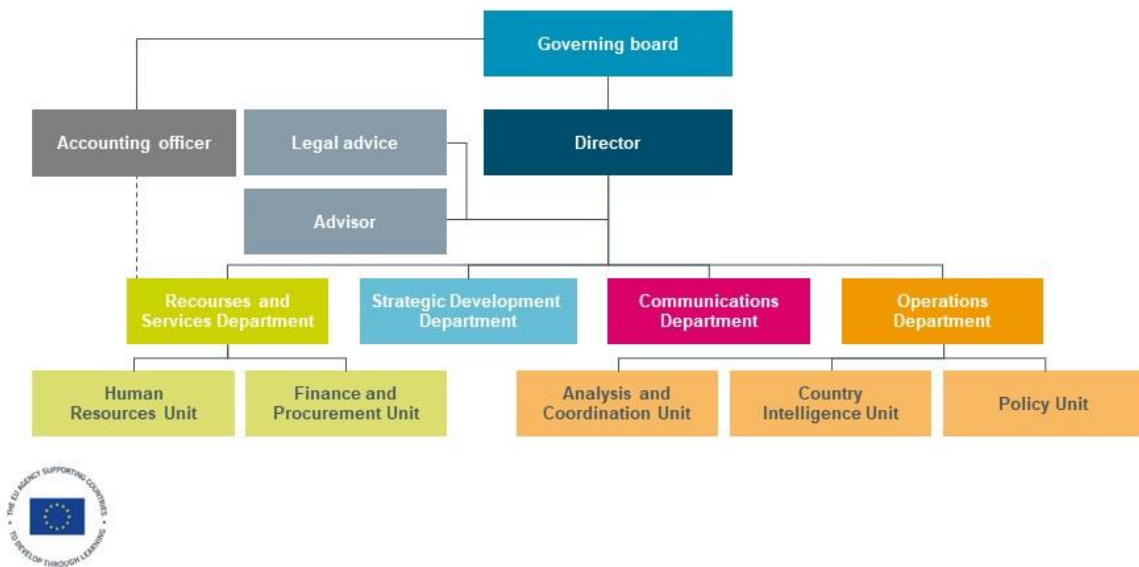 Governing board
Accounting officer
Legal advice
Director
Advisor
Recourses and
Services Department
Strategic Development
Department
Communications
Department
Operations
Department
Human
Resources Unit
Finance and
Procurement Unit
Analysis and
Coordination Unit
Country
Intelligence Unit
Policy Unit
THE EU AGENCY SUPPORTING COUNTRIES
TO DEVELOP THROUGH LEARNING